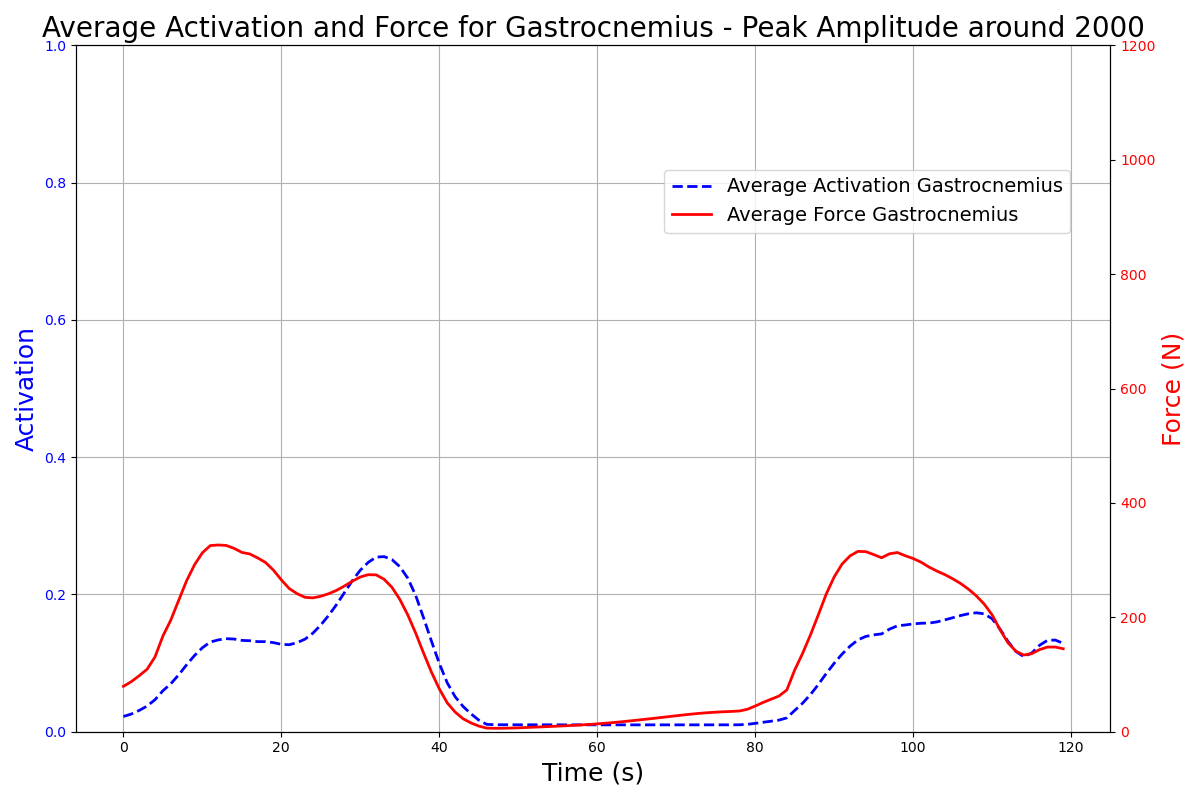 Average Activation and Force for Gastrocnemius - Peak Amplitude around 2000
1.0
0.8
0.6
0.4
0.2
0.0
Activation
1200
1000
800
600
400
200
0
Force (N)
Average Activation Gastrocnemius
Average Force Gastrocnemius
0 20 40 60 80 100 120
Time (s)